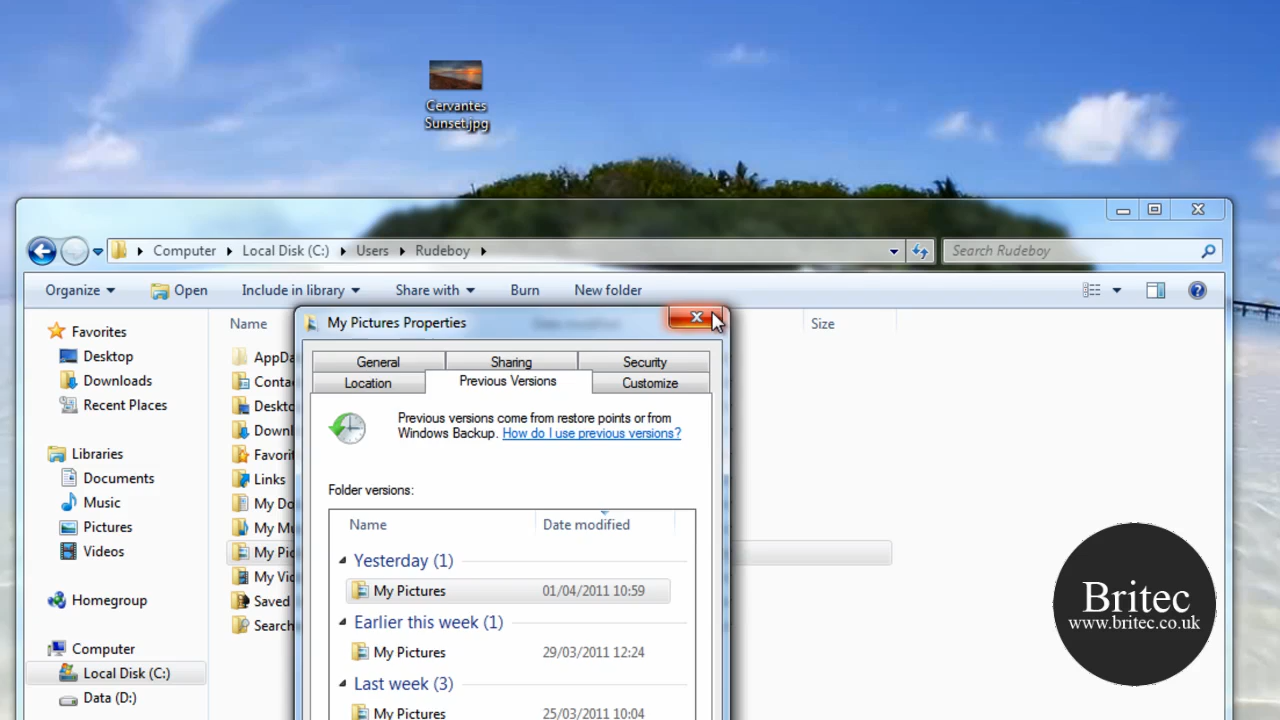 Cervantes
Sunset.jpg
Computer
Local Disk (C:)
Users
Rudeboy
Search Rudeboy
Organize
Open
Include in library
Share with
Burn
New folder
Favorites
Desktop
Downloads
Recent Places
Libraries
Documents
Music
Pictures
Videos
Homegroup
Computer
Local Disk (C:)
Data (D:)
Name
Size
AppDa
Conta
Deskto
Downl
Favorit
Links
My Do
My Mu
My Pic
My Vid
Saved
Search
My Pictures Properties
General
Sharing
Security
Location
Previous Versions
Customize
Previous versions come from restore points or from
Windows Backup. How do I use previous versions?
Folder versions:
Name
Date modified
Yesterday (1)
My Pictures
01/04/2011 10:59
Earlier this week (1)
My Pictures
29/03/2011 12:24
Last week (3)
My Pictures
25/03/2011 10:04
Britec
www.britec.co.uk